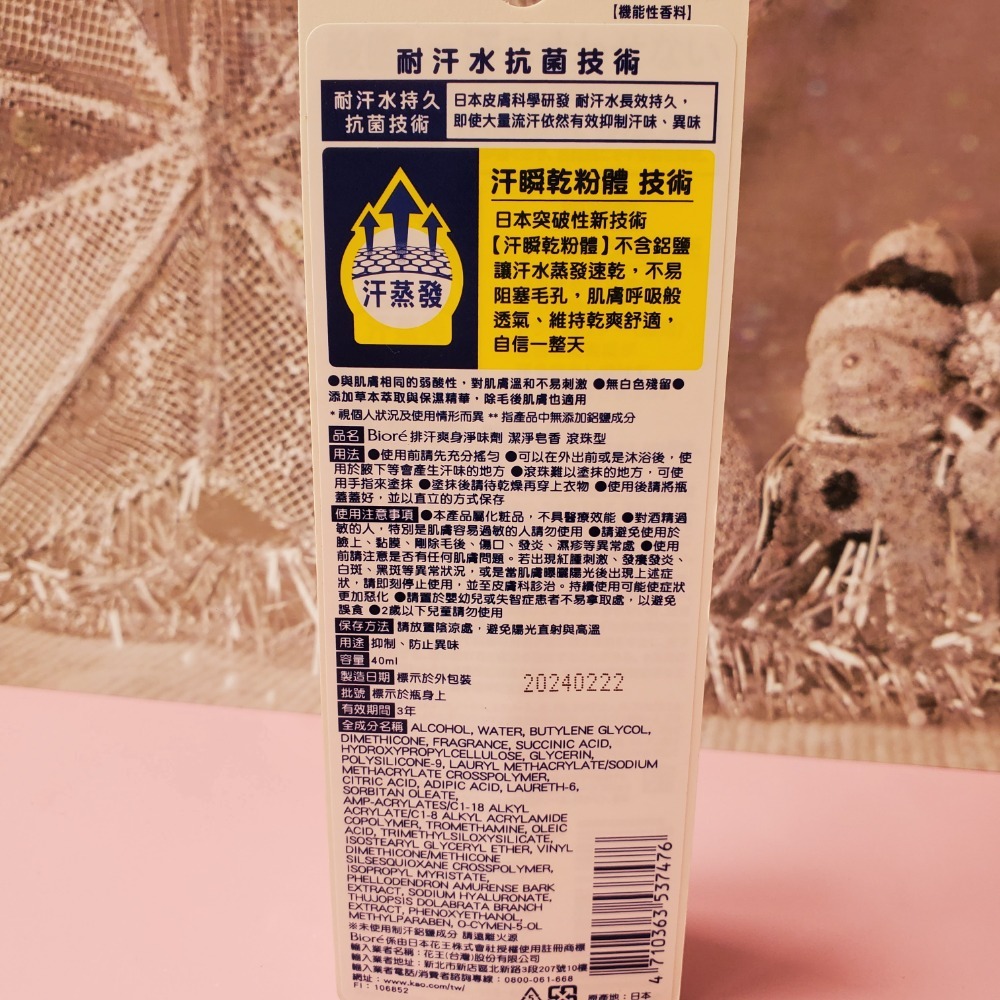 【機能性香料】
耐汗水抗菌技術
耐汗水持久
抗菌技術
日本皮膚科學研發 耐汗水長效持久，
即使大量流汗依然有效抑制汗味、異味
汗蒸發
汗瞬乾粉體 技術
日本突破性新技術
【汗瞬乾粉體】不含鋁鹽
讓汗水蒸發速乾，不易
阻塞毛孔，肌膚呼吸般
透氣、維持乾爽舒適，
自信一整天
●與肌膚相同的弱酸性，對肌膚溫和不易刺激 ●無白色殘留●
添加草本萃取與保濕精華，除毛後肌膚也適用
* 視個人狀況及使用情形而異 ** 指產品中無添加鋁鹽成分
品名 Bioré 排汗爽身淨味劑 潔淨皂香 滾珠型
用法 ●使用前請先充分搖勻 ●可以在外出前或是沐浴後，使
用於腋下等會產生汗味的地方 ●滾珠難以塗抹的地方，可使
用手指來塗抹 ●塗抹後請待乾燥再穿上衣物 ●使用後請將瓶
蓋蓋好，並以直立的方式保存
使用注意事項 ●本產品屬化粧品，不具醫療效能 ●對酒精過
敏的人，特別是肌膚容易過敏的人請勿使用 ●請避免使用於
臉上、黏膜、剛除毛後、傷口、發炎、濕疹等異常處 ●使用
前請注意是否有任何肌膚問題。若出現紅腫刺激、發癢發炎、
白斑、黑斑等異常狀況，或是當肌膚曝曬陽光後出現上述症
狀，請即刻停止使用，並至皮膚科診治。持續使用可能使症狀
更加惡化 ●請置於嬰幼兒或失智症患者不易拿取處，以避免
誤食 ●2歲以下兒童請勿使用
保存方法 請放置陰涼處，避免陽光直射與高溫
用途 抑制、防止異味
容量 40ml
製造日期 標示於外包裝
20240222
批號 標示於瓶身上
有效期間 3年
全成分名稱 ALCOHOL, WATER, BUTYLENE GLYCOL,
DIMETHICONE, FRAGRANCE, SUCCINIC ACID,
HYDROXYPROPYLCELLULOSE, GLYCERIN,
POLYSILICONE-9, LAURYL METHACRYLATE/SODIUM
METHACRYLATE CROSSPOLYMER,
CITRIC ACID, ADIPIC ACID, LAURETH-6,
SORBITAN OLEATE,
AMP-ACRYLATES/C1-18 ALKYL
ACRYLATE/C1-8 ALKYL ACRYLAMIDE
COPOLYMER, TROMETHAMINE, OLEIC
ACID, TRIMETHYLSILOXYSILICATE,
ISOSTEARYL GLYCERYL ETHER, VINYL
DIMETHICONE/METHICONE
SILSESQUIOXANE CROSSPOLYMER,
ISOPROPYL MYRISTATE,
PHELLODENDRON AMURENSE BARK
EXTRACT, SODIUM HYALURONATE,
THUJOPSIS DOLABRATA BRANCH
EXTRACT, PHENOXYETHANOL,
METHYLPARABEN, O-CYMEN-5-OL
※未使用制汗鋁鹽成分 請遠離火源
Bioré係由日本花王株式會社授權使用註冊商標
輸入業者名稱：花王(台灣)股份有限公司
輸入業者地址：新北市新店區北新路3段207號10樓
輸入業者電話/消費者諮詢專線：0800-061-668
網址：www.kao.com/tw/
FI：106852
原產地：日本
4 710363 537476